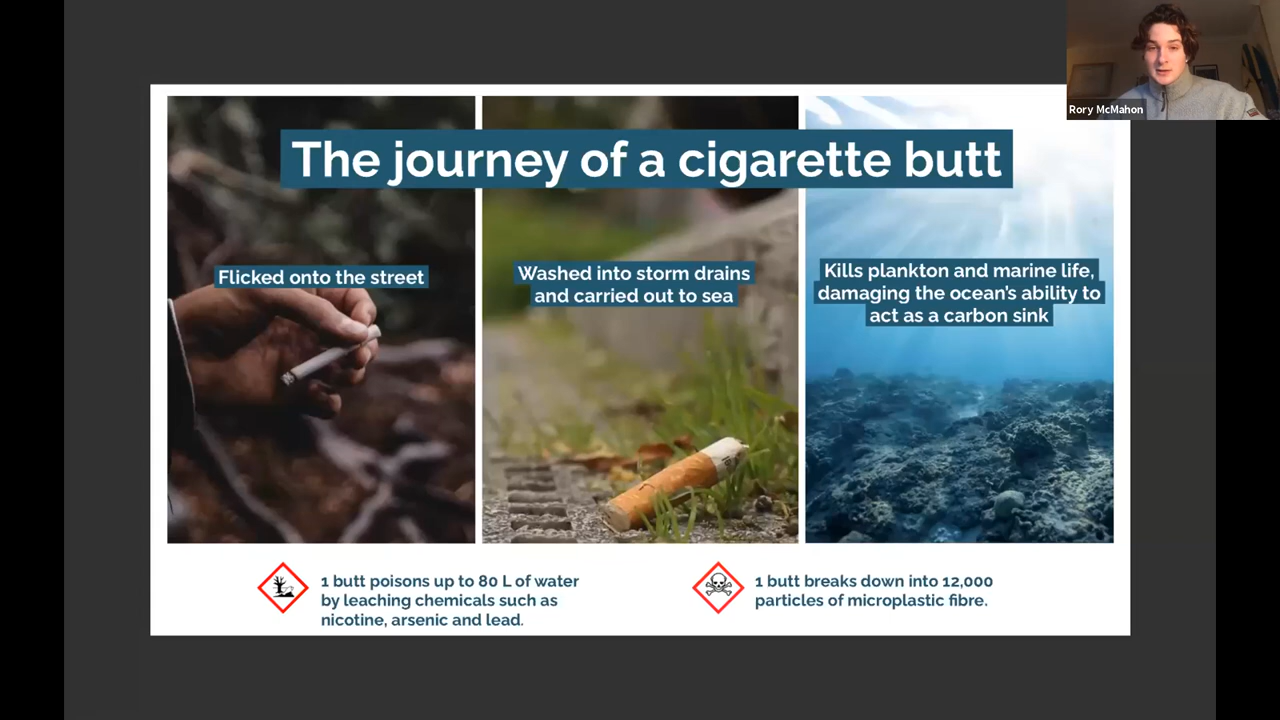 The journey of a cigarette butt
Rory McMahon
Flicked onto the street
Washed into storm drains
and carried out to sea
Kills plankton and marine life,
damaging the ocean's ability to
act as a carbon sink
1 butt poisons up to 80 L of water
by leaching chemicals such as
nicotine, arsenic and lead.
1 butt breaks down into 12,000
particles of microplastic fibre.